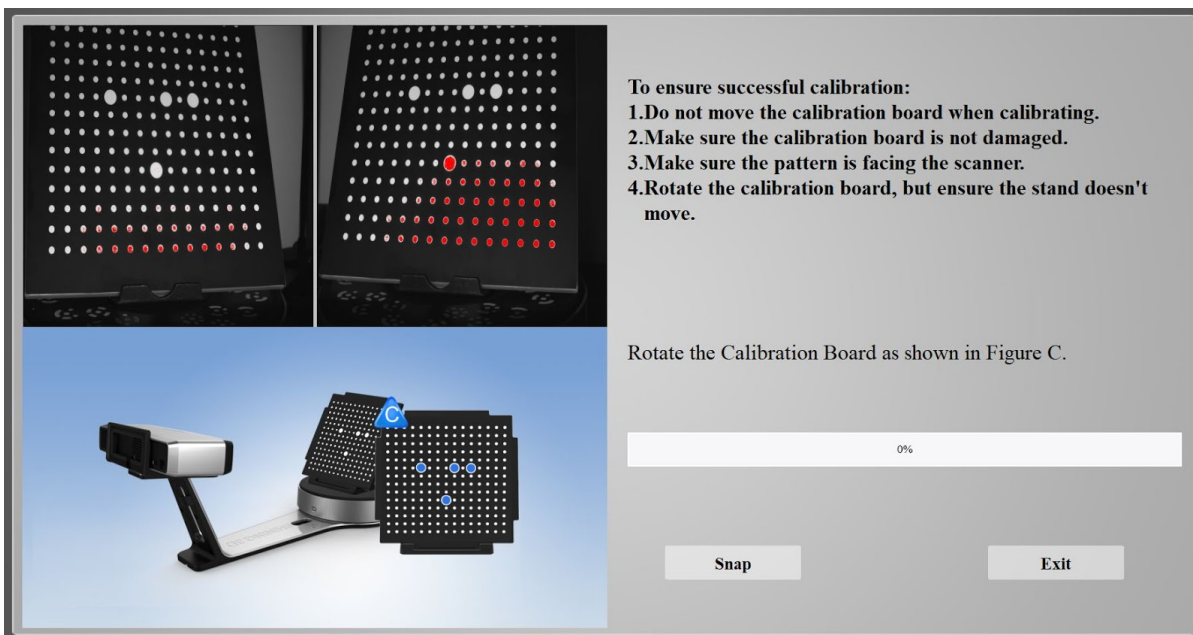 To ensure successful calibration:
1.Do not move the calibration board when calibrating.
2.Make sure the calibration board is not damaged.
3.Make sure the pattern is facing the scanner.
4.Rotate the calibration board, but ensure the stand doesn't
move.
C
Rotate the Calibration Board as shown in Figure C.
0%
Snap
Exit